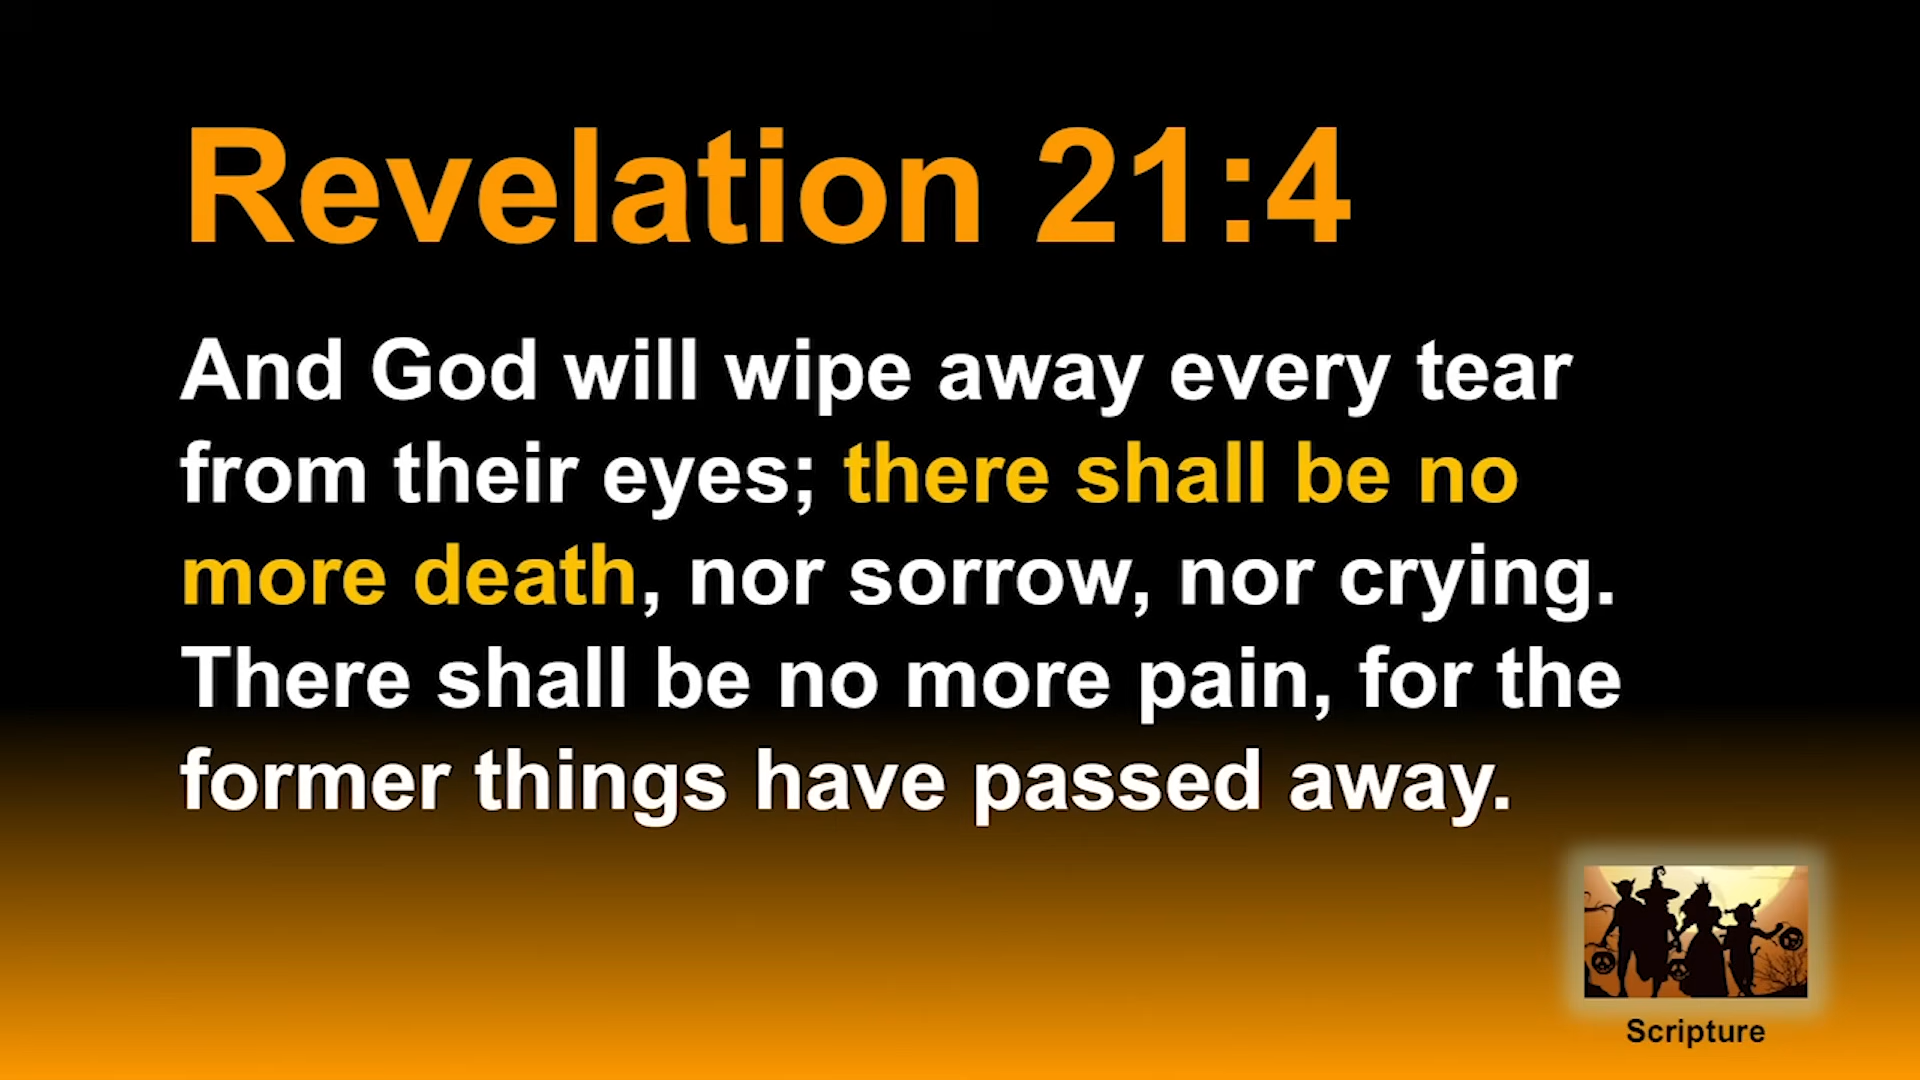 Revelation 21:4
And God will wipe away every tear
from their eyes; there shall be no
more death, nor sorrow, nor crying.
There shall be no more pain, for the
former things have passed away.
Scripture